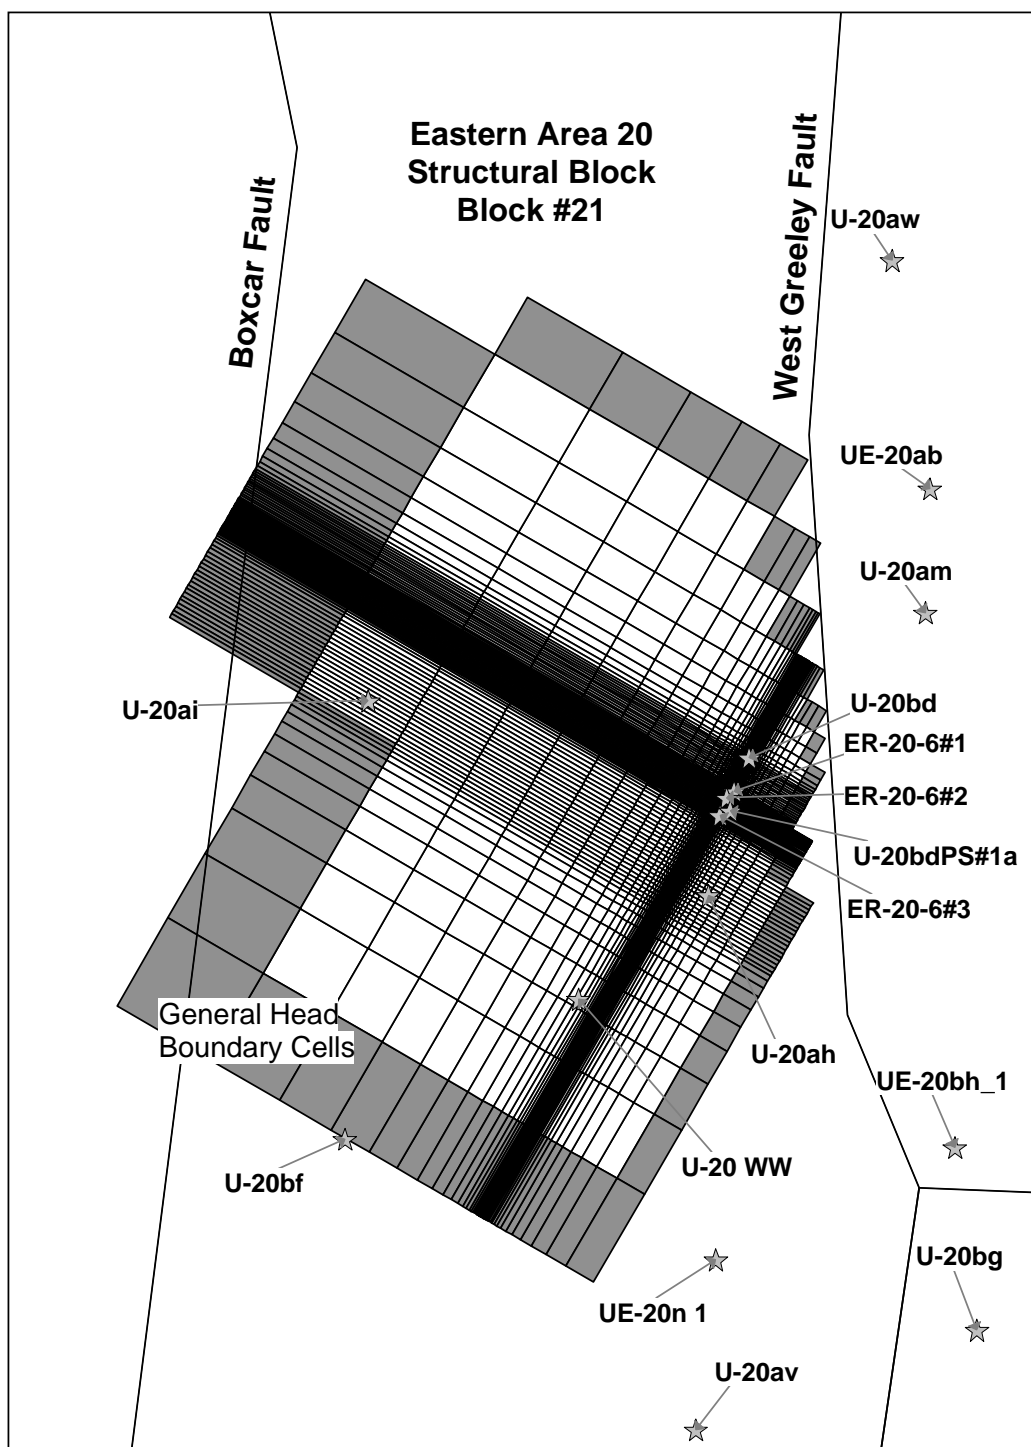 Eastern Area 20
Structural Block
Block #21
Boxcar Fault
West Greeley Fault
U-20aw
UE-20ab
U-20am
U-20bd
U-20ai
ER-20-6#1
ER-20-6#2
U-20bdPS#1a
ER-20-6#3
General Head
Boundary Cells
U-20ah
UE-20bh_1
U-20 WW
U-20bf
U-20bg
UE-20n 1
U-20av